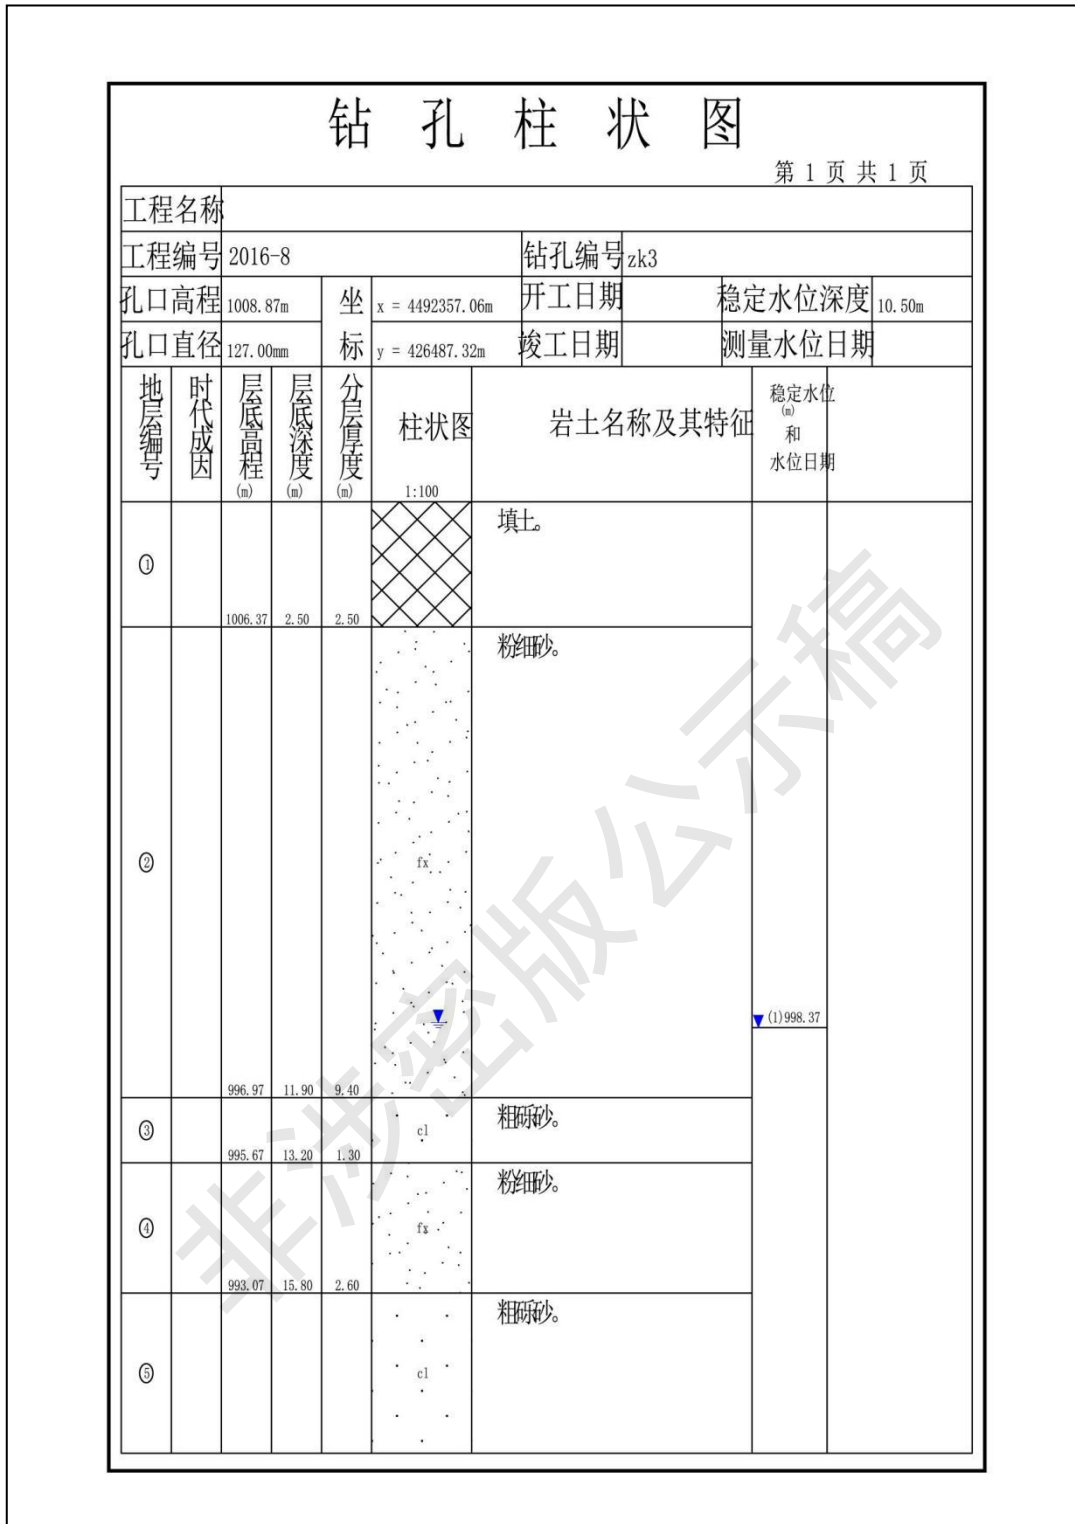 钻孔柱状图
第 1 页 共 1 页
工程名称
工程编号 2016-8 钻孔编号 zk3
孔口高程 1008.87m 坐 x = 4492357.06m 开工日期 稳定水位深度 10.50m
孔口直径 127.00mm 标 y = 426487.32m 竣工日期 测量水位日期
地层编号 时代成因 层底高程(m) 层底深度(m) 分层厚度(m) 柱状图 1:100 岩土名称及其特征 稳定水位(m)和水位日期
填土。
①
1006.37 2.50 2.50
粉细砂。
② fx
(1)998.37
996.97 11.90 9.40
粗砾砂。
③ cl
995.67 13.20 1.30
粉细砂。
④ fx
993.07 15.80 2.60
粗砾砂。
⑤ cl
非涉密版公示稿